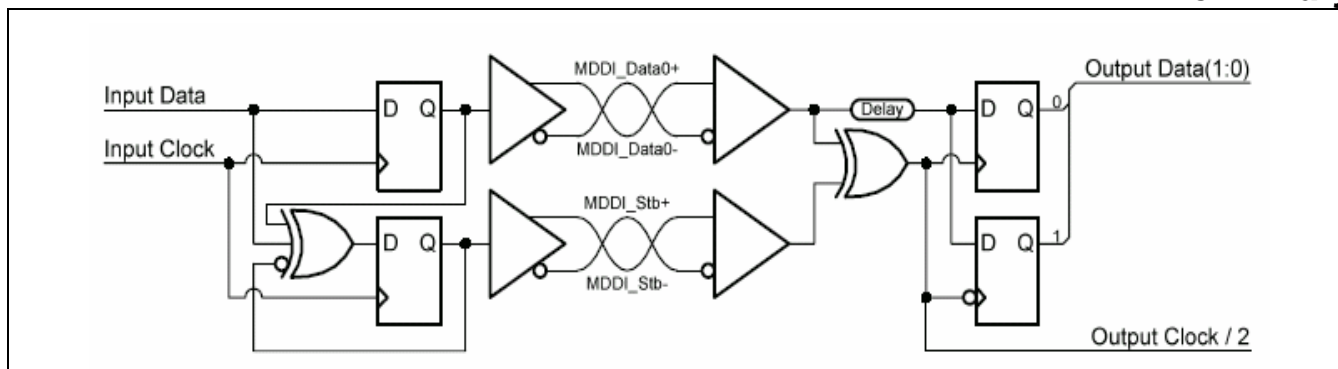 Input Data
Input Clock
D Q
D Q
MDDI_Data0+
MDDI_Data0-
MDDI_Stb+
MDDI_Stb-
Delay
D Q
0
D Q
1
Output Data(1:0)
Output Clock / 2